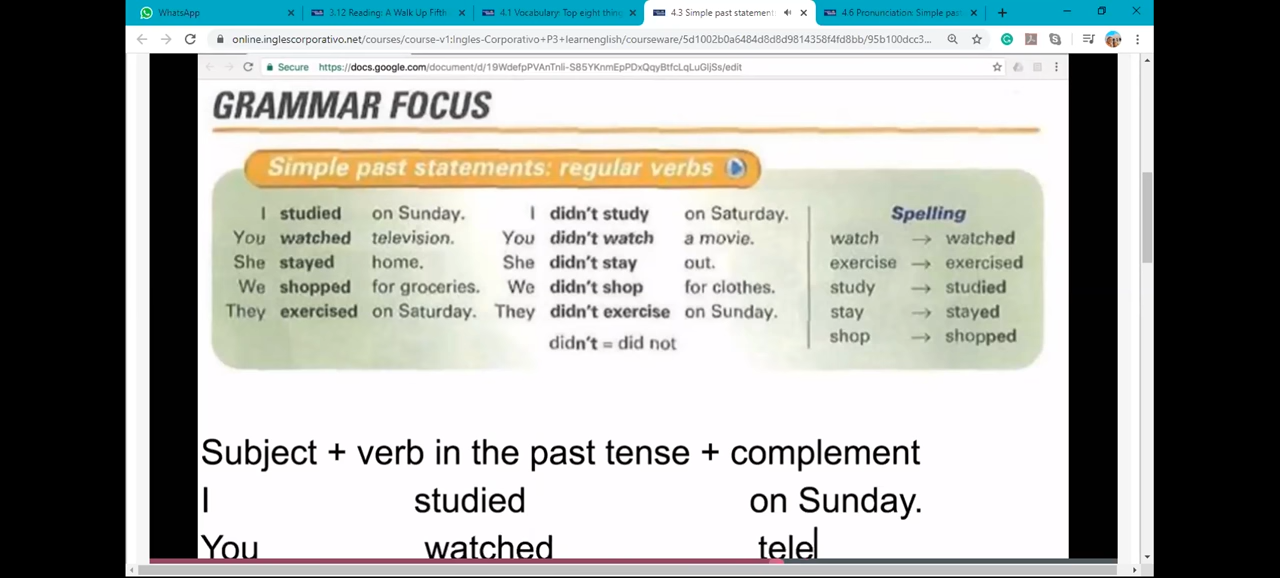 WhatsApp
3.12 Reading: A Walk Up Fifth
4.1 Vocabulary: Top eight thin
4.3 Simple past statement
4.6 Pronunciation: Simple pas
online.inglescorporativo.net/courses/course-v1:Ingles-Corporativo+P3+learnenglish/courseware/5d1002b0a6484d8d8d9814358f4fd8bb/95b100dcc3...
Secure https://docs.google.com/document/d/19WdefpPVAnTnli-S85YKnmEpPDxQqyBtfcLqLuGljSs/edit
GRAMMAR FOCUS
Simple past statements: regular verbs
I studied on Sunday. I didn't study on Saturday. Spelling
You watched television. You didn't watch a movie. watch → watched
She stayed home. She didn't stay out. exercise → exercised
We shopped for groceries. We didn't shop for clothes. study → studied
They exercised on Saturday. They didn't exercise on Sunday. stay → stayed
didn't = did not shop → shopped
Subject + verb in the past tense + complement
I studied on Sunday.
You watched tele